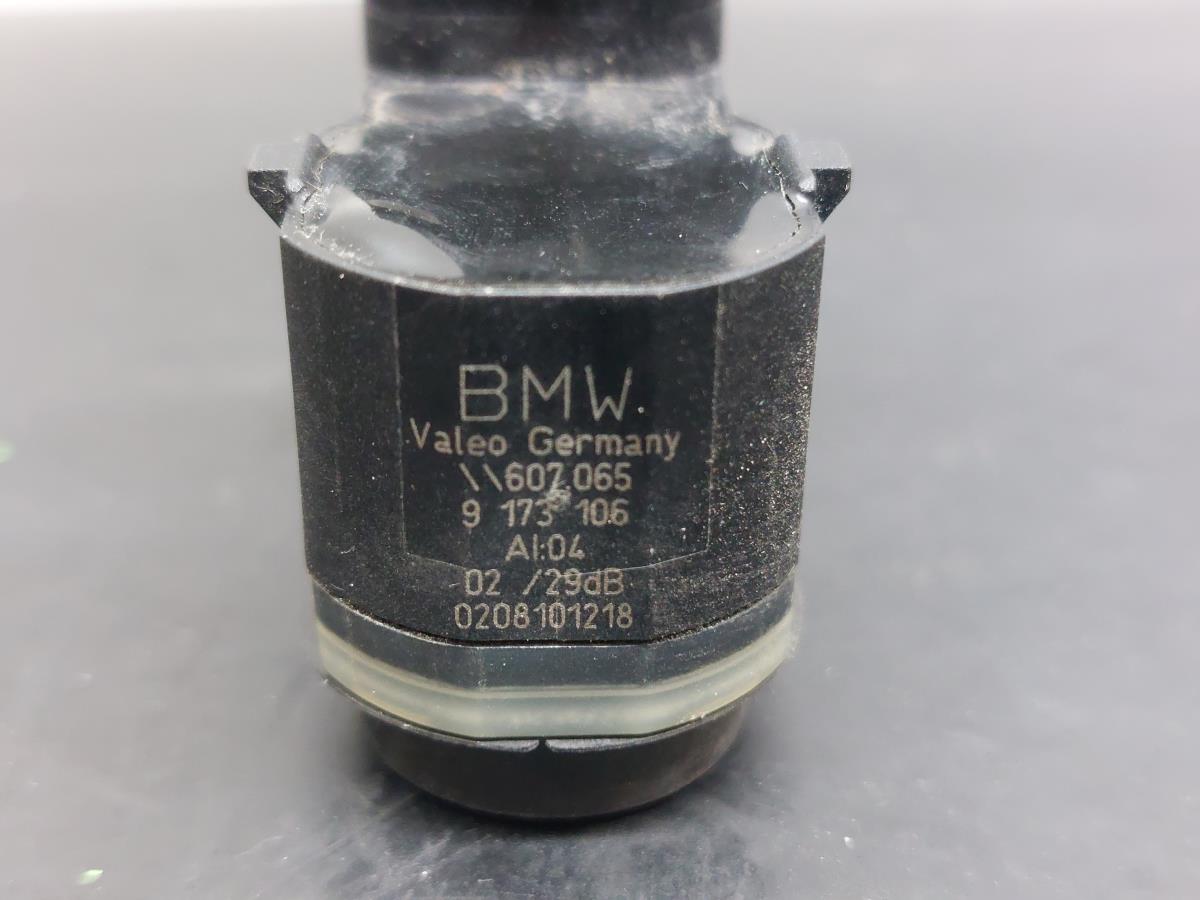 BMW
Valeo Germany
\\607.065
9 173 106
AI:04
02 /29dB
0208101218